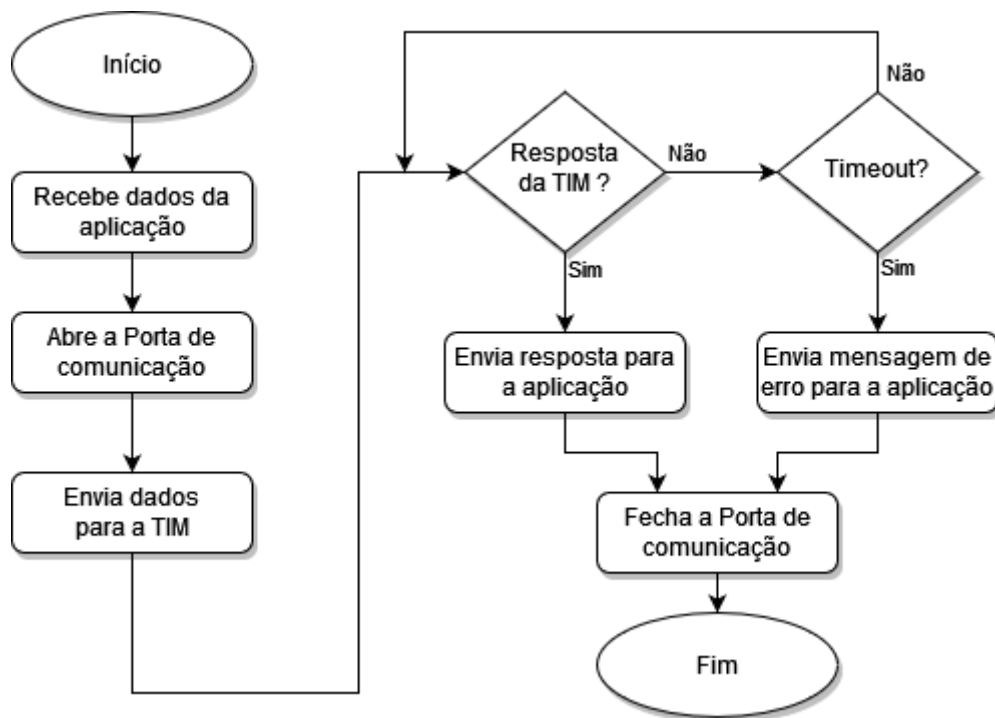 Início
Recebe dados da
aplicação
Abre a Porta de
comunicação
Envia dados
para a TIM
Resposta
da TIM ?
Não
Sim
Timeout?
Não
Sim
Envia resposta para
a aplicação
Envia mensagem de
erro para a aplicação
Fecha a Porta de
comunicação
Fim